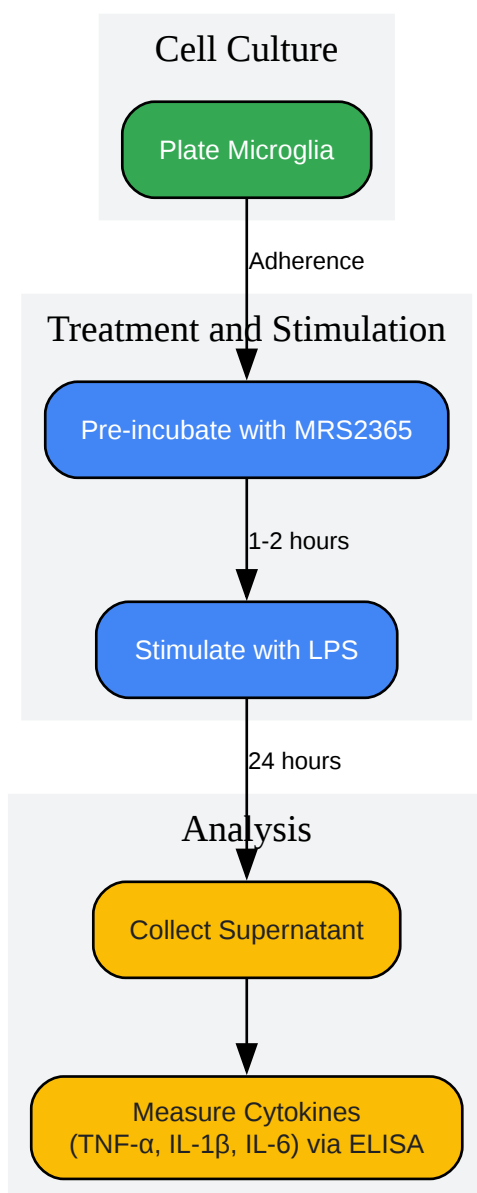 Cell Culture
Plate Microglia
Adherence
Treatment and Stimulation
Pre-incubate with MRS2365
1-2 hours
Stimulate with LPS
24 hours
Analysis
Collect Supernatant
Measure Cytokines
(TNF-α, IL-1β, IL-6) via ELISA